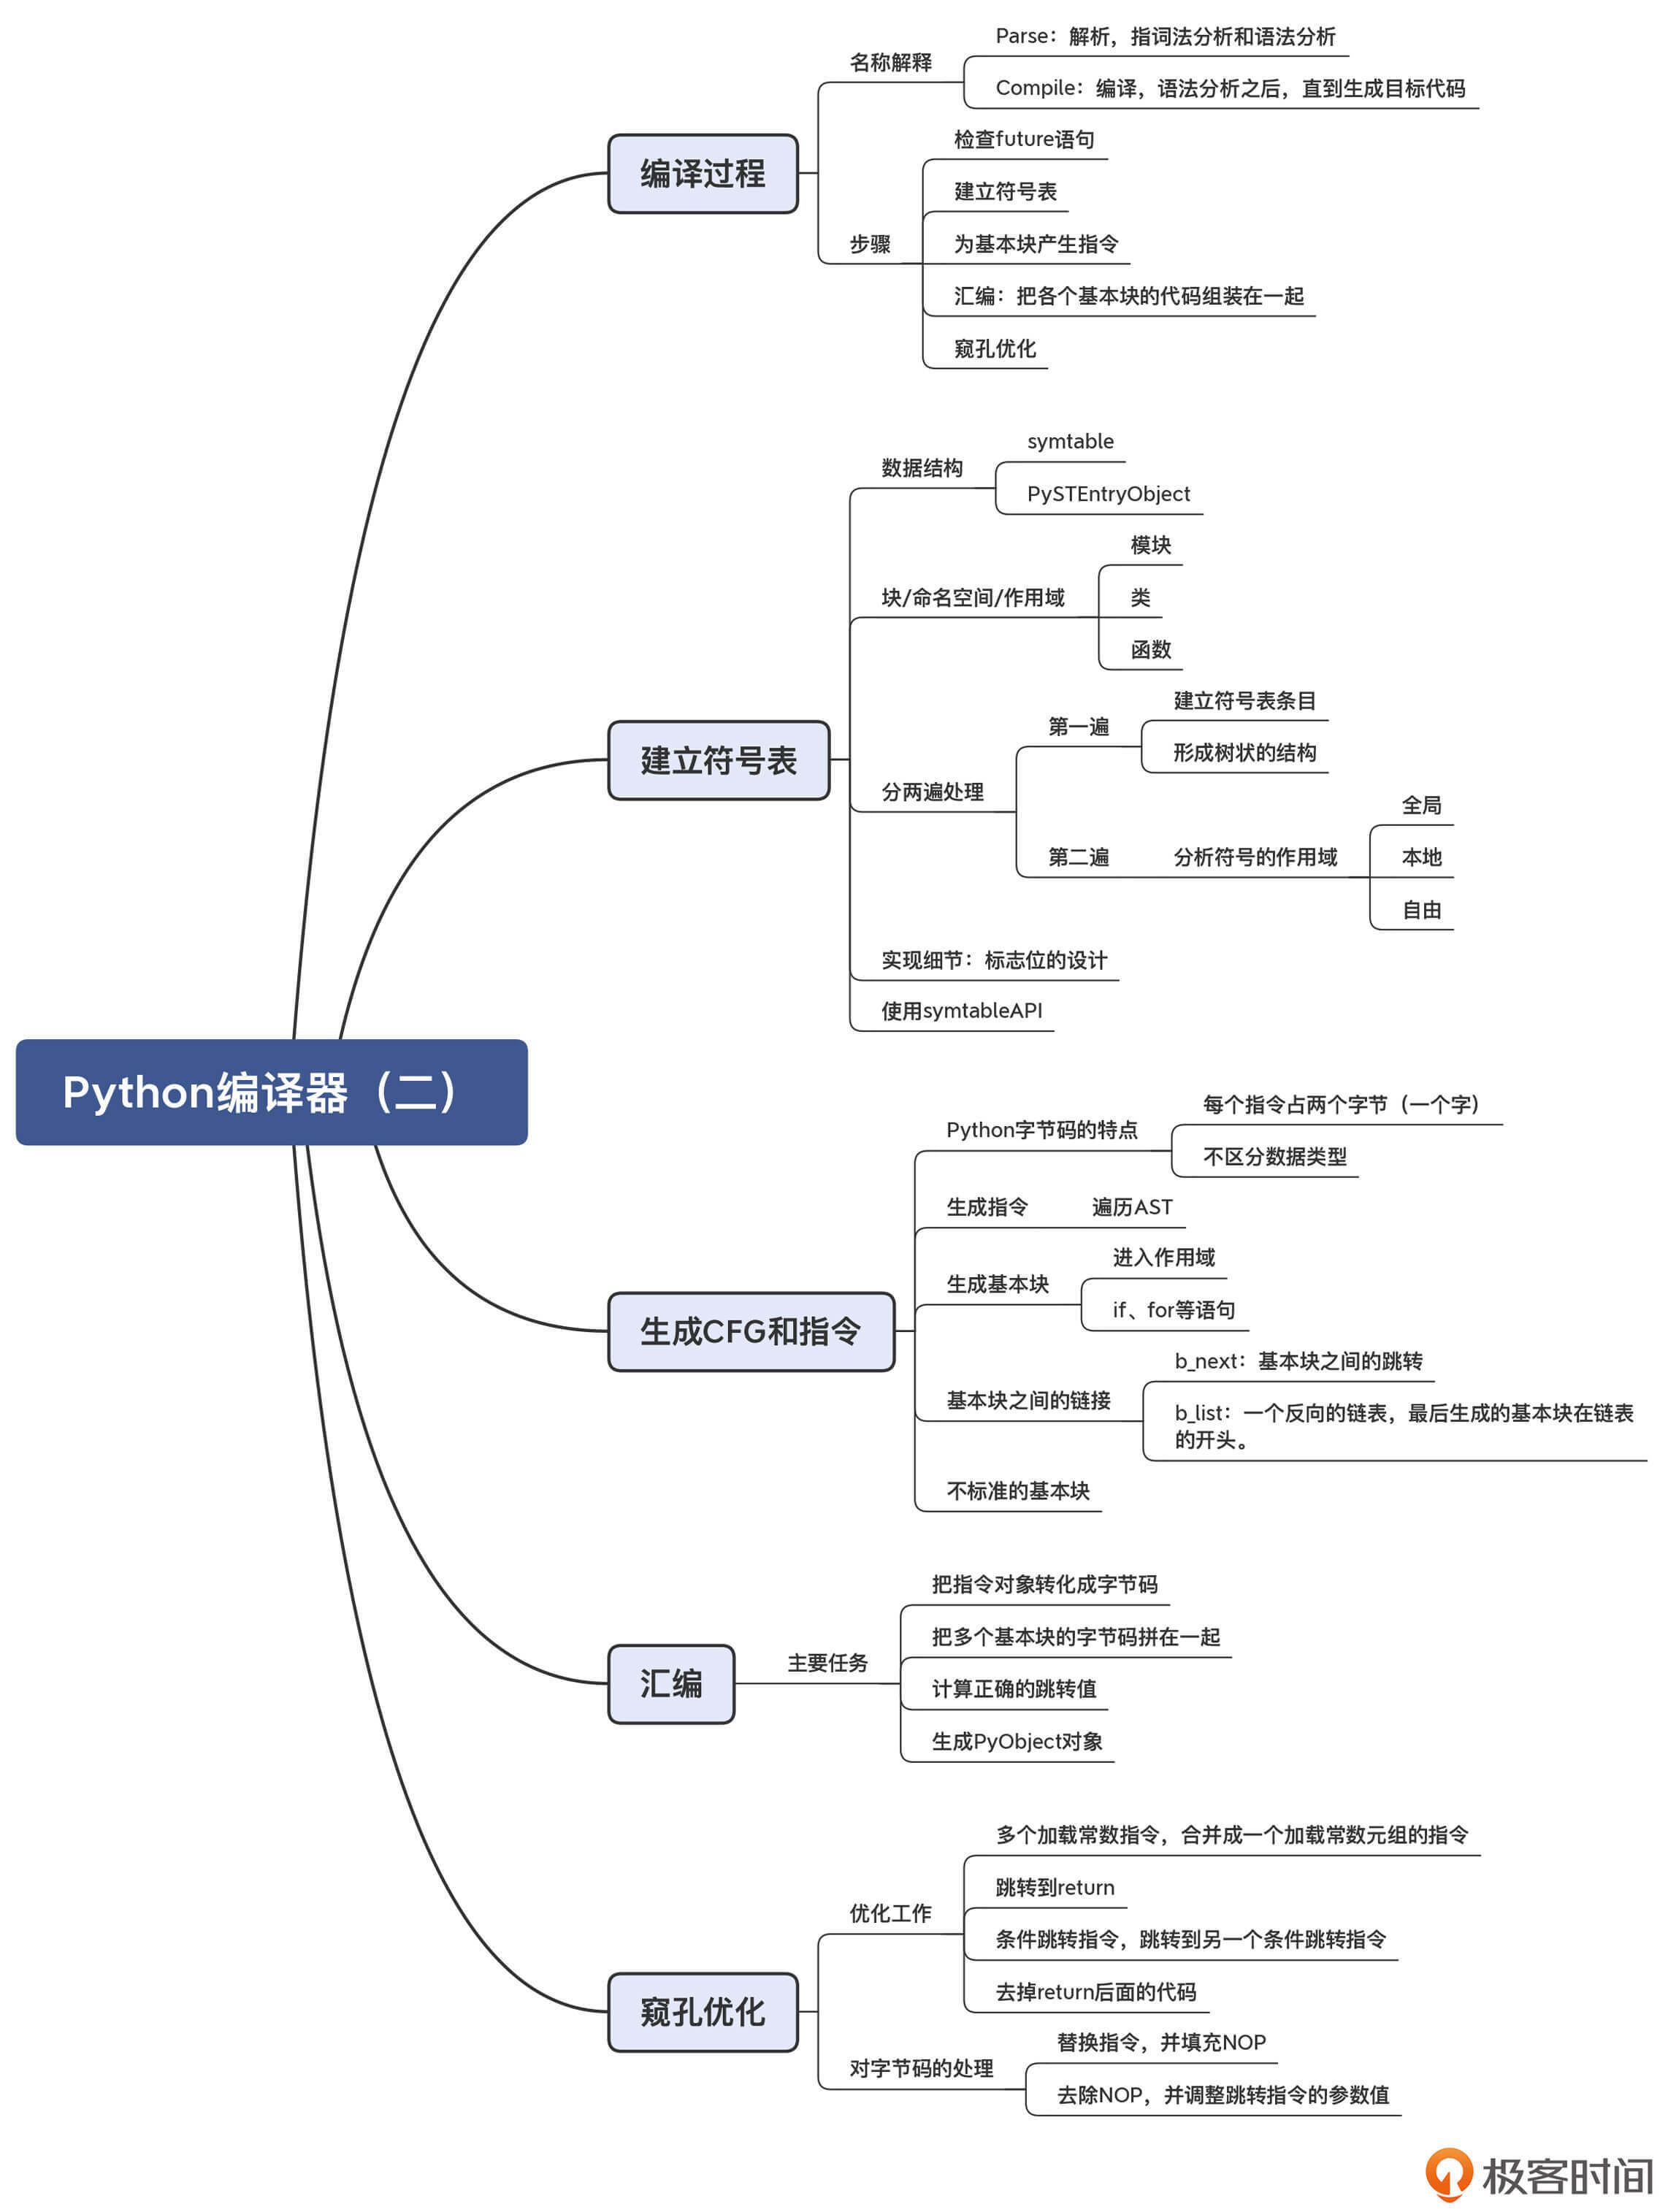 Python编译器（二）
编译过程
名称解释
Parse：解析，指词法分析和语法分析
Compile：编译，语法分析之后，直到生成目标代码
步骤
检查future语句
建立符号表
为基本块产生指令
汇编：把各个基本块的代码组装在一起
窥孔优化
建立符号表
数据结构
symtable
PySTEntryObject
块/命名空间/作用域
模块
类
函数
分两遍处理
第一遍
建立符号表条目
形成树状的结构
第二遍
分析符号的作用域
全局
本地
自由
实现细节：标志位的设计
使用symtableAPI
生成CFG和指令
Python字节码的特点
每个指令占两个字节（一个字）
不区分数据类型
生成指令
遍历AST
生成基本块
进入作用域
if、for等语句
基本块之间的链接
b_next：基本块之间的跳转
b_list：一个反向的链表，最后生成的基本块在链表
的开头。
不标准的基本块
汇编
主要任务
把指令对象转化成字节码
把多个基本块的字节码拼在一起
计算正确的跳转值
生成PyObject对象
窥孔优化
优化工作
多个加载常数指令，合并成一个加载常数元组的指令
跳转到return
条件跳转指令，跳转到另一个条件跳转指令
去掉return后面的代码
对字节码的处理
替换指令，并填充NOP
去除NOP，并调整跳转指令的参数值
极客时间